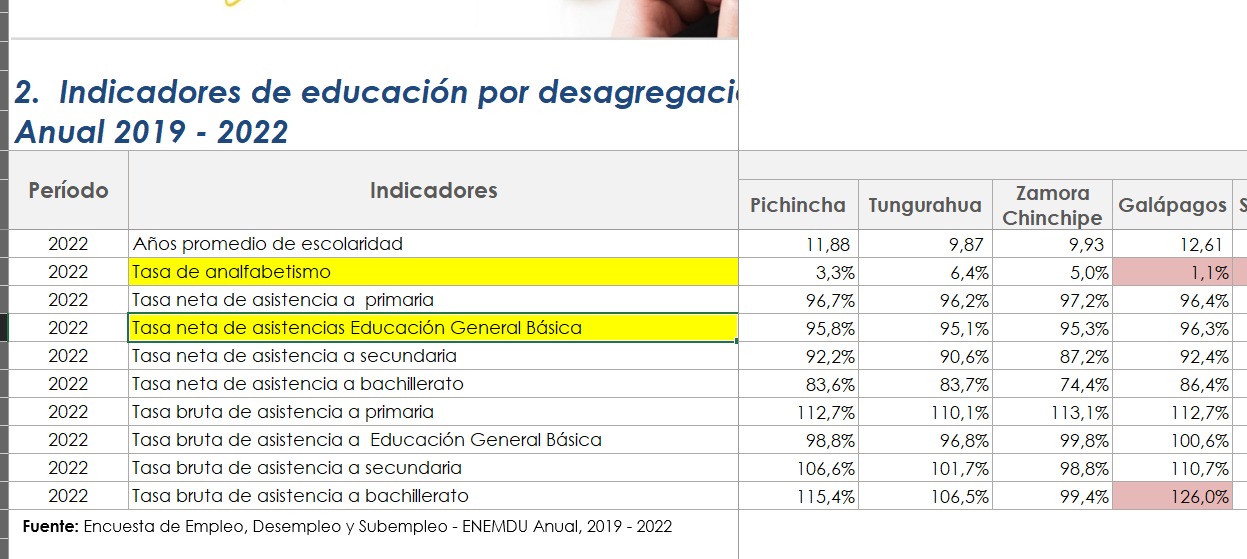 2. Indicadores de educación por
Anual 2019 - 2022
Período Indicadores Pichincha Tungurahua Zamora Chinchipe Galápagos
2022 Años promedio de escolaridad 11,88 9,87 9,93 12,61
2022 Tasa de analfabetismo 3,3% 6,4% 5,0% 1,1%
2022 Tasa neta de asistencia a  primaria 96,7% 96,2% 97,2% 96,4%
2022 Tasa neta de asistencias Educación General Básica 95,8% 95,1% 95,3% 96,3%
2022 Tasa neta de asistencia a secundaria 92,2% 90,6% 87,2% 92,4%
2022 Tasa neta de asistencia a bachillerato 83,6% 83,7% 74,4% 86,4%
2022 Tasa bruta de asistencia a primaria 112,7% 110,1% 113,1% 112,7%
2022 Tasa bruta de asistencia a  Educación General Básica 98,8% 96,8% 99,8% 100,6%
2022 Tasa bruta de asistencia a secundaria 106,6% 101,7% 98,8% 110,7%
2022 Tasa bruta de asistencia a bachillerato 115,4% 106,5% 99,4% 126,0%
Fuente: Encuesta de Empleo, Desempleo y Subempleo - ENEMDU Anual, 2019 - 2022